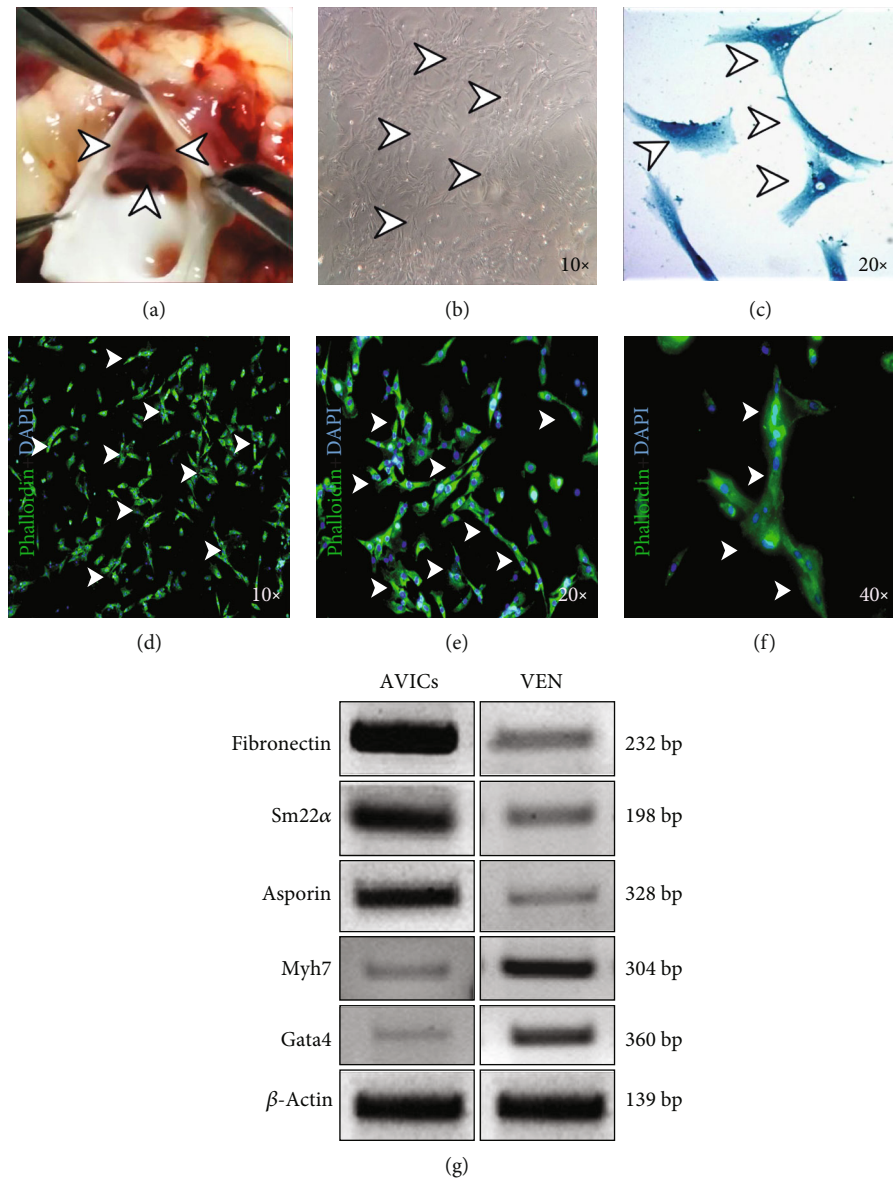 (a)
10×
(b)
20×
(c)
Phalloidin+DAPI
10×
(d)
Phalloidin+DAPI
20×
(e)
Phalloidin+DAPI
40×
(f)
AVICs VEN
Fibronectin 232 bp
Sm22α 198 bp
Asporin 328 bp
Myh7 304 bp
Gata4 360 bp
β-Actin 139 bp
(g)